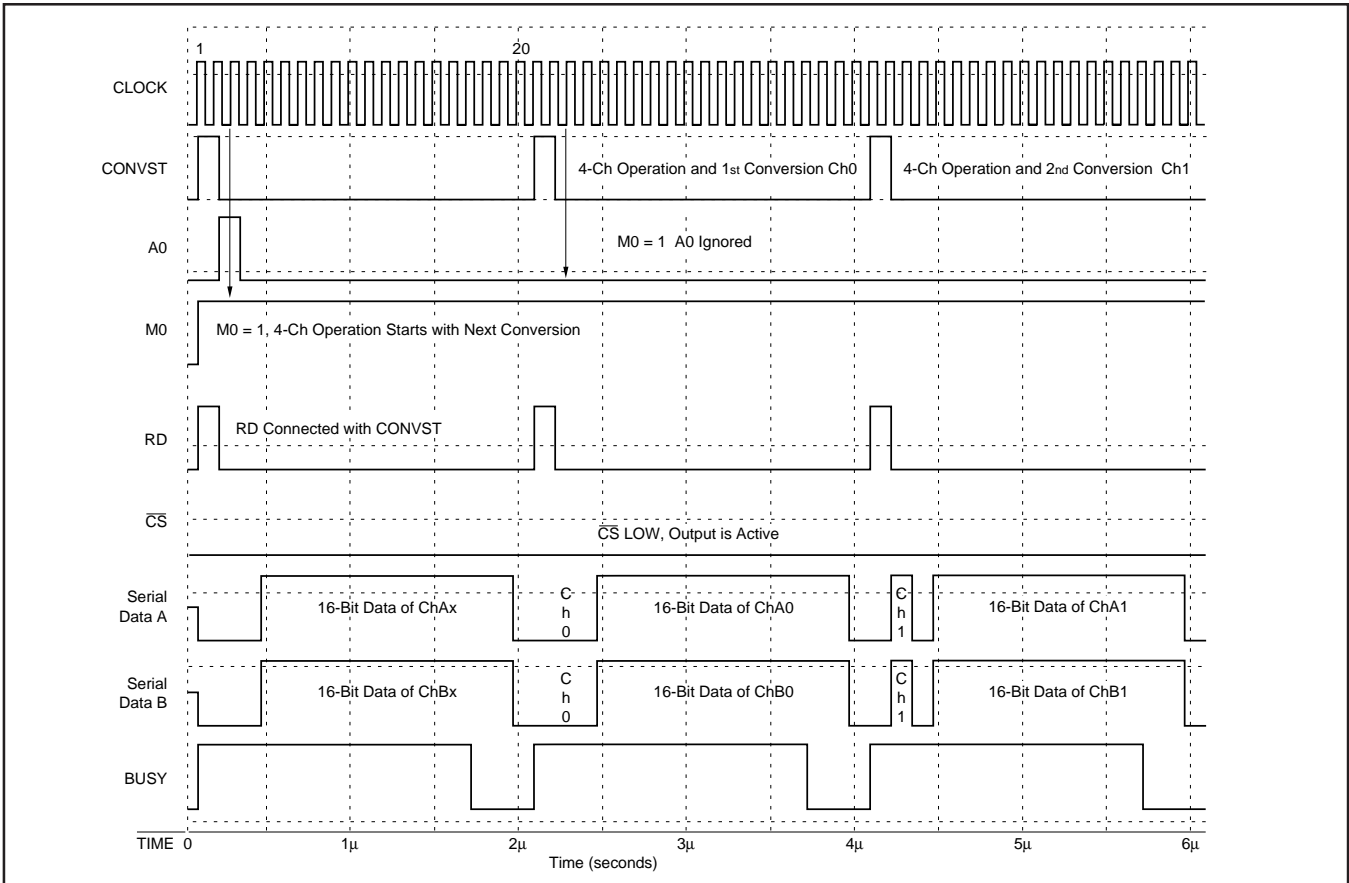 1
20
CLOCK
CONVST
4-Ch Operation and 1st Conversion Ch0
4-Ch Operation and 2nd Conversion Ch1
A0
M0 = 1 A0 Ignored
M0
M0 = 1, 4-Ch Operation Starts with Next Conversion
RD
RD Connected with CONVST
CS
CS LOW, Output is Active
Serial
Data A
16-Bit Data of ChAx
C
h
0
16-Bit Data of ChA0
C
h
1
16-Bit Data of ChA1
Serial
Data B
16-Bit Data of ChBx
C
h
0
16-Bit Data of ChB0
C
h
1
16-Bit Data of ChB1
BUSY
TIME
0
1µ
2µ
3µ
4µ
5µ
6µ
Time (seconds)